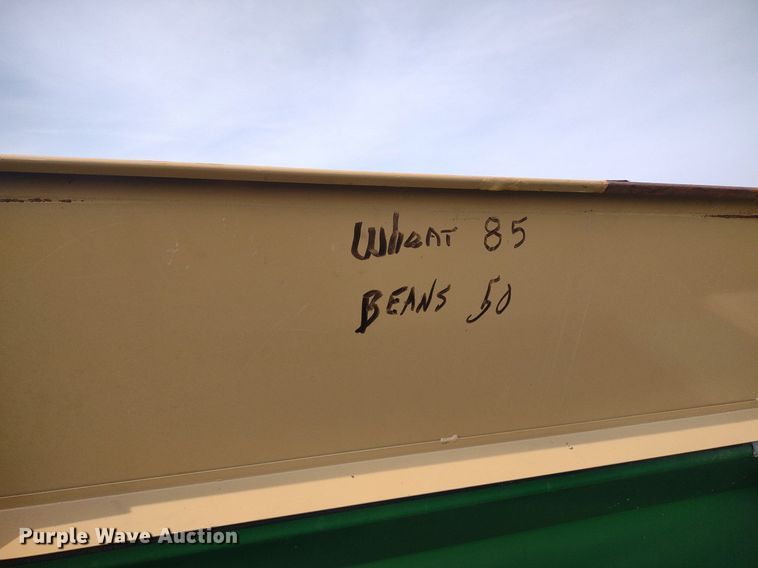 WhEAT 85
BEANS 50
Purple Wave Auction